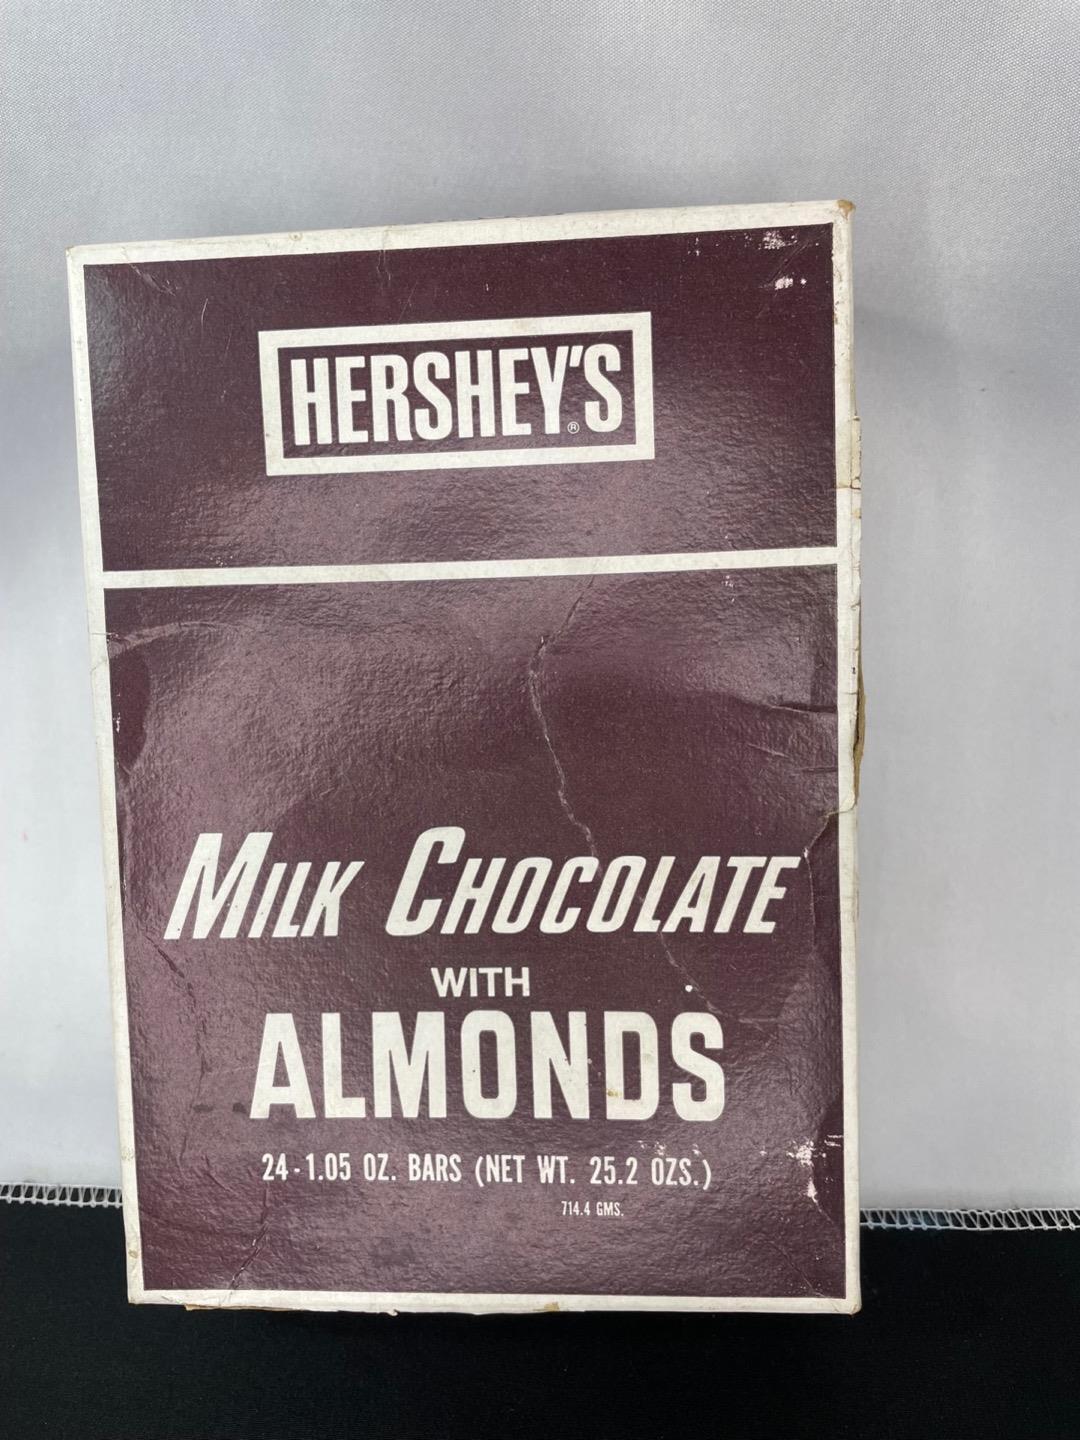 HERSHEY'S®
MILK CHOCOLATE
WITH
ALMONDS
24-1.05 OZ. BARS (NET WT. 25.2 OZS.)
714.4 GMS.